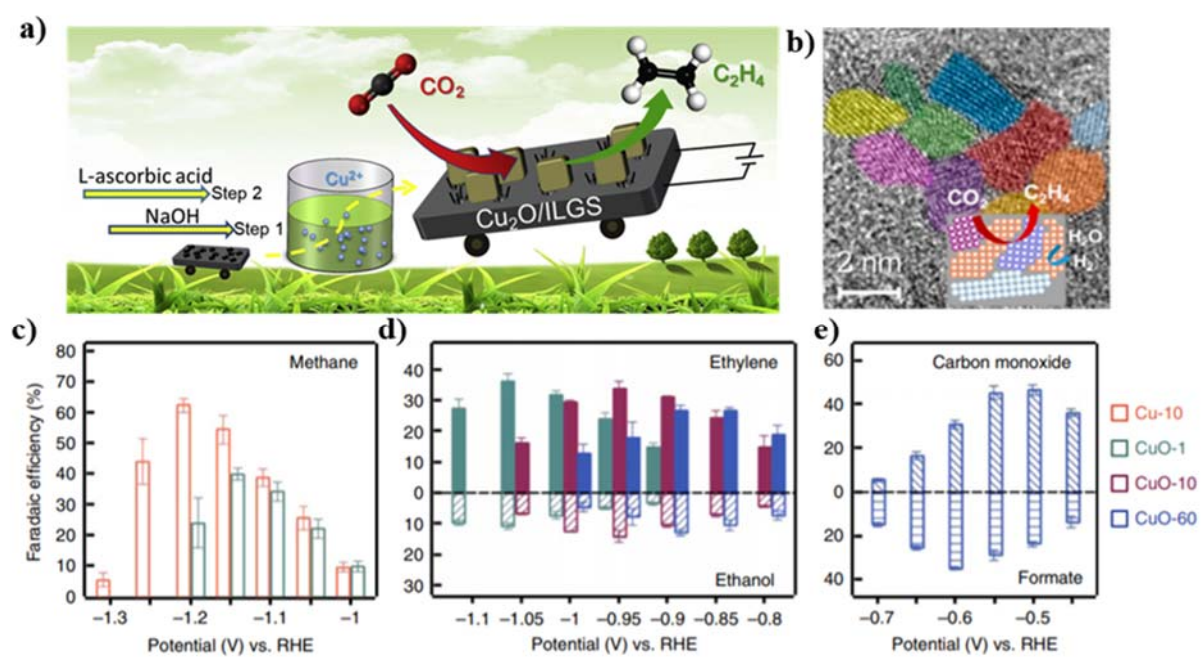 a)
CO₂
C₂H₄
L-ascorbic acid
Step 2
NaOH
Step 1
Cu²⁺
Cu₂O/ILGS
b)
CO₂
C₂H₄
H₂O
H₂
2 nm
c)
Faradaic efficiency (%)
Methane
80
70
60
50
40
30
20
10
0
−1.3
−1.2
−1.1
−1
Potential (V) vs. RHE
d)
Ethylene
40
30
20
10
0
10
20
30
Ethanol
−1.1
−1.05
−1
−0.95
−0.9
−0.85
−0.8
Potential (V) vs. RHE
e)
Carbon monoxide
60
40
20
0
20
40
Formate
−0.7
−0.6
−0.5
Potential (V) vs. RHE
Cu-10
CuO-1
CuO-10
CuO-60